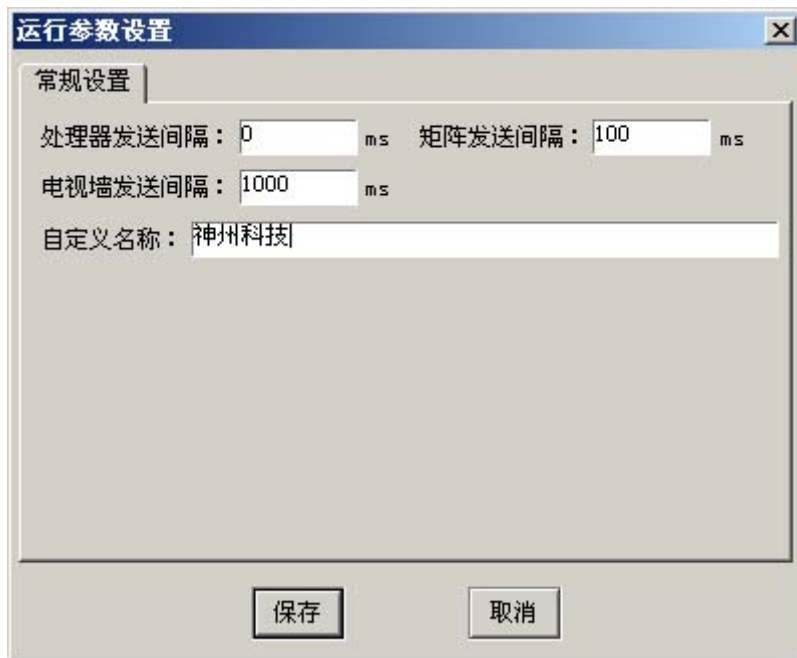 运行参数设置
常规设置
处理器发送间隔：0 ms 矩阵发送间隔：100 ms
电视墙发送间隔：1000 ms
自定义名称：神州科技
保存 取消